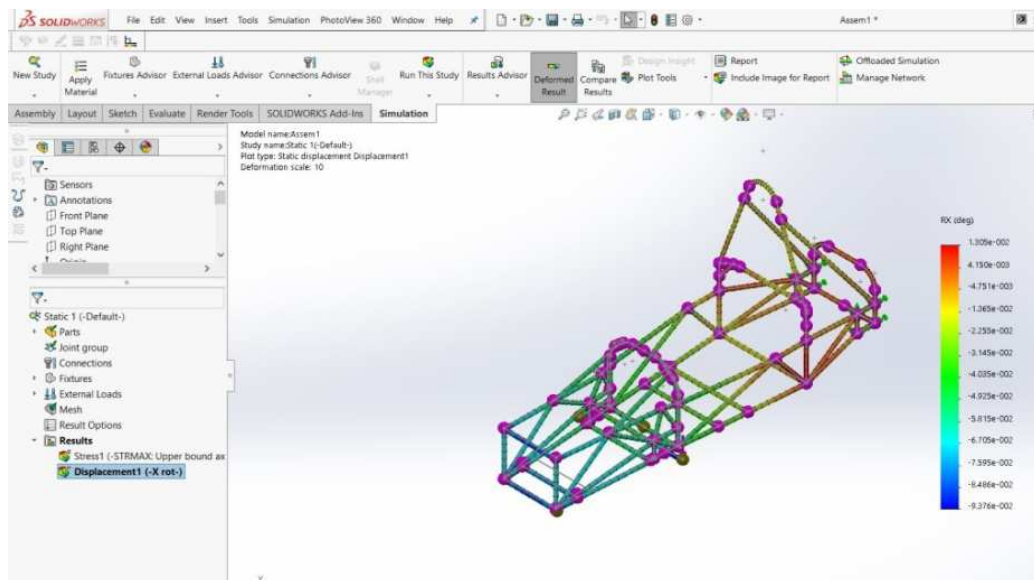 SOLIDWORKS File Edit View Insert Tools Simulation PhotoView 360 Window Help Assem1 *
New Study Apply Material Fixtures Advisor External Loads Advisor Connections Advisor Shell Manager Run This Study Results Advisor Deformed Result Compare Results Design Insight Plot Tools Report Include Image for Report Offloaded Simulation Manage Network
Assembly Layout Sketch Evaluate Render Tools SOLIDWORKS Add-Ins Simulation
Model name:Assem1
Study name:Static 1(-Default-)
Plot type: Static displacement Displacement1
Deformation scale: 10
Sensors
Annotations
Front Plane
Top Plane
Right Plane
Static 1 (-Default-)
Parts
Joint group
Connections
Fixtures
External Loads
Mesh
Result Options
Results
Stress1 (-STRMAX: Upper bound ax
Displacement1 (-X rot-)
RX (deg)
1.305e-002
4.150e-003
-4.751e-003
-1.365e-002
-2.255e-002
-3.145e-002
-4.035e-002
-4.925e-002
-5.815e-002
-6.705e-002
-7.595e-002
-8.486e-002
-9.376e-002